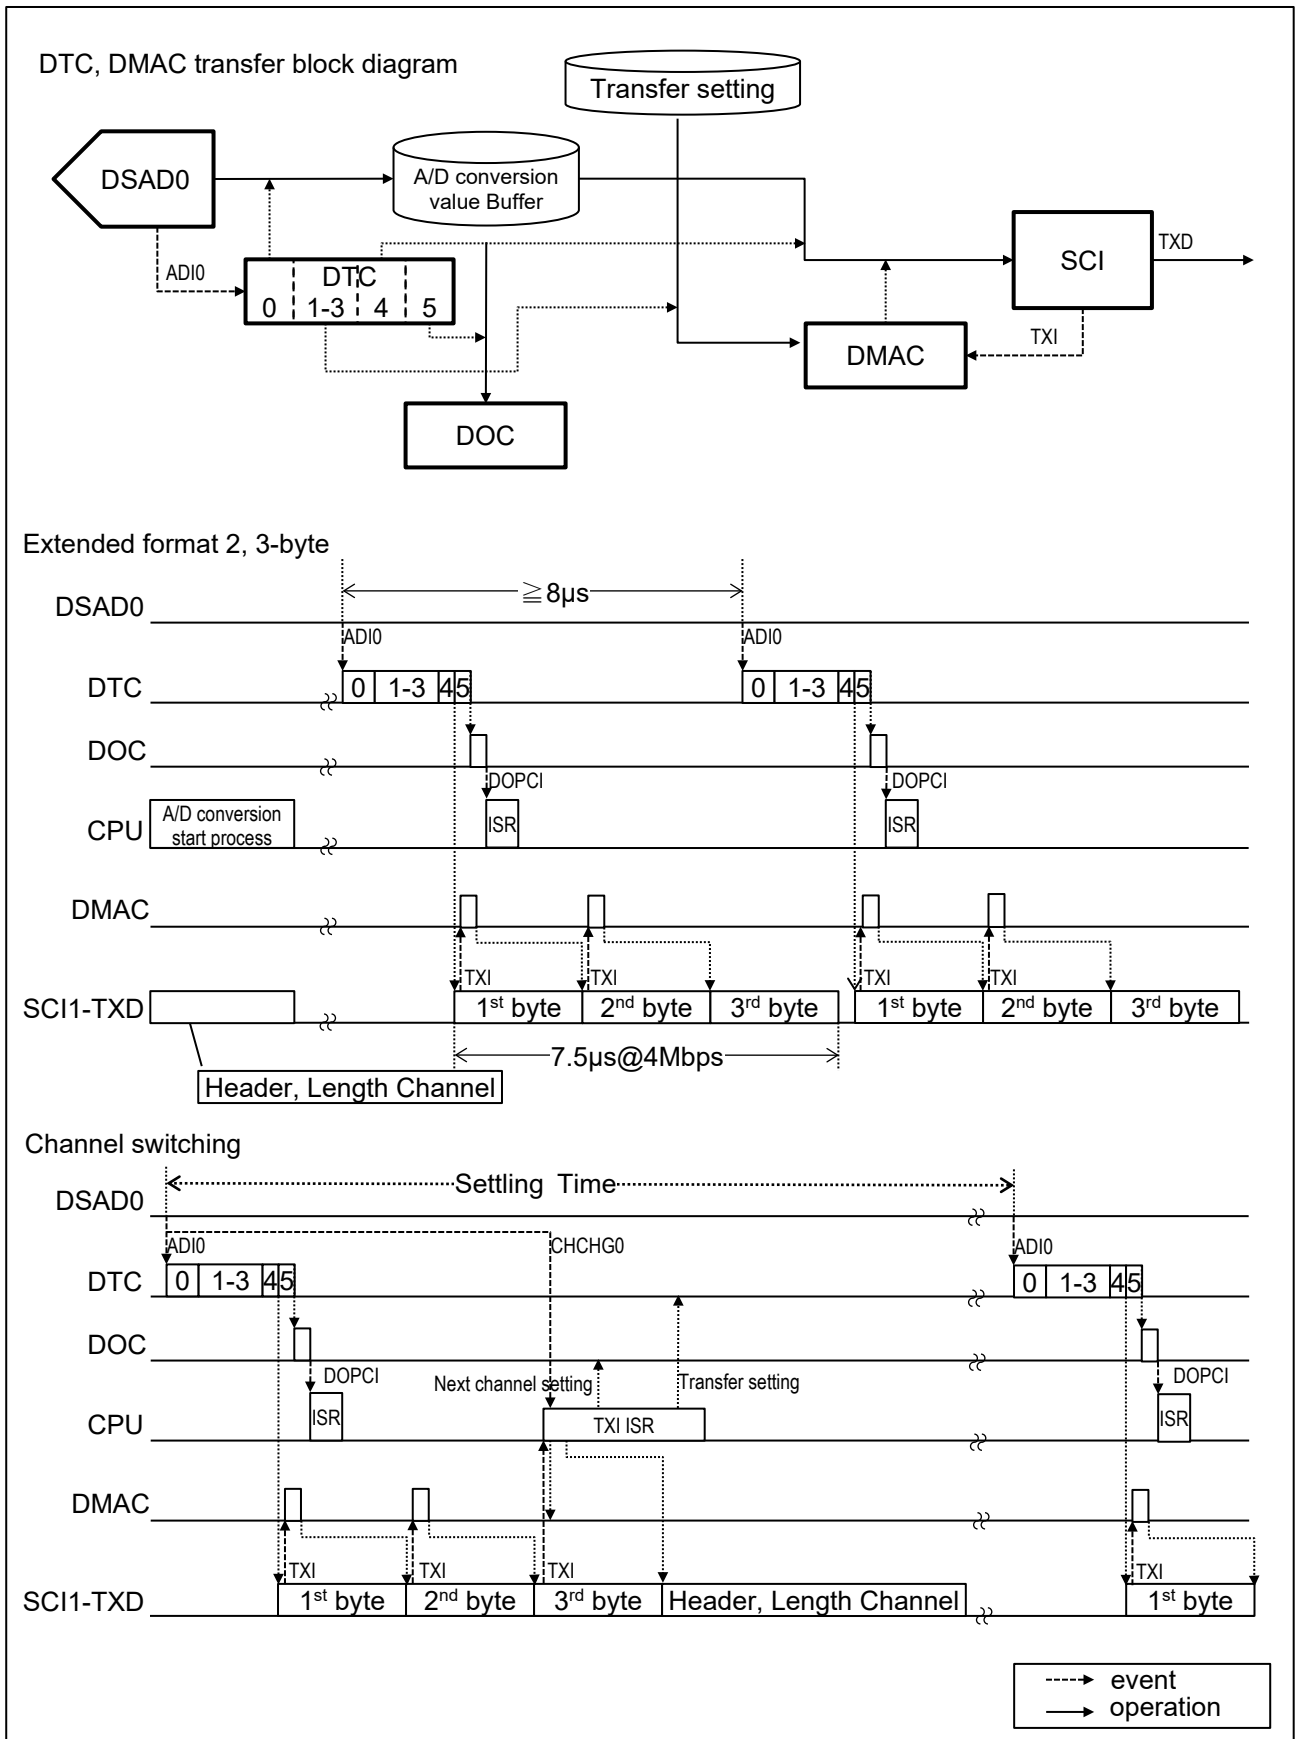 DTC, DMAC transfer block diagram
Transfer setting
DSAD0
A/D conversion
value Buffer
ADI0
DTC
0 1-3 4 5
SCI
TXD
TXI
DMAC
DOC
Extended format 2, 3-byte
≧8μs
DSAD0
ADI0
ADI0
DTC
0 1-3 4 5
0 1-3 4 5
DOC
DOPCI
DOPCI
CPU
A/D conversion
start process
ISR
ISR
DMAC
TXI
TXI
TXI
TXI
SCI1-TXD
1st byte
2nd byte
3rd byte
1st byte
2nd byte
3rd byte
7.5μs@4Mbps
Header, Length Channel
Channel switching
Settling Time
DSAD0
ADI0
CHCHG0
ADI0
DTC
0 1-3 4 5
0 1-3 4 5
DOC
DOPCI
Next channel setting
Transfer setting
DOPCI
CPU
ISR
TXI ISR
ISR
DMAC
TXI
TXI
TXI
TXI
SCI1-TXD
1st byte
2nd byte
3rd byte
Header, Length Channel
1st byte
event
operation